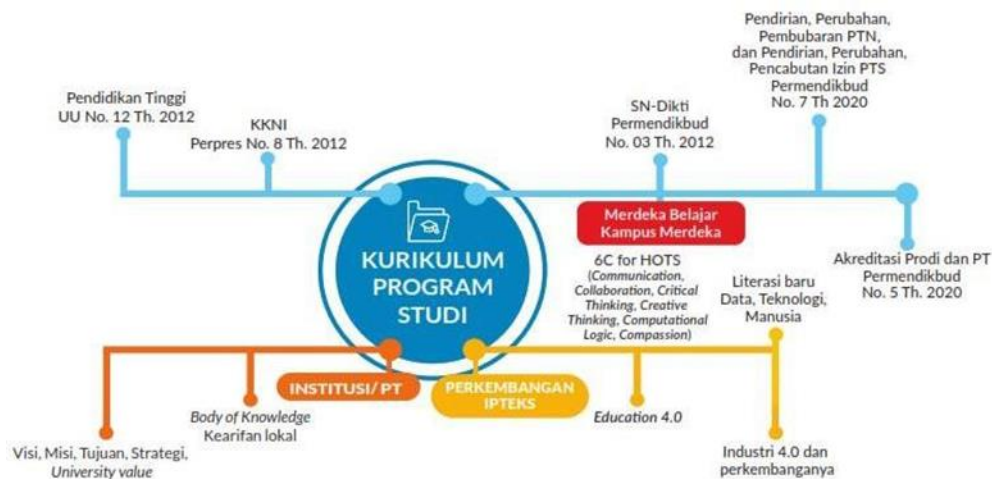 Pendidikan Tinggi
UU No. 12 Th. 2012
KKNI
Perpres No. 8 Th. 2012
SN-Dikti
Permendikbud
No. 03 Th. 2012
Pendirian, Perubahan,
Pembubaran PTN,
dan Pendirian, Perubahan,
Pencabutan Izin PTS
Permendikbud
No. 7 Th 2020
Merdeka Belajar
Kampus Merdeka
KURIKULUM
PROGRAM
STUDI
6C for HOTS
(Communication,
Collaboration, Critical
Thinking, Creative
Thinking, Computational
Logic, Compassion)
Literasi baru
Data, Teknologi,
Manusia
Akreditasi Prodi dan PT
Permendikbud
No. 5 Th 2020
INSTITUSI/ PT
PERKEMBANGAN
IPTEKS
Body of Knowledge
Kearifan lokal
Education 4.0
Visi, Misi, Tujuan, Strategi,
University value
Industri 4.0 dan
perkembanganya